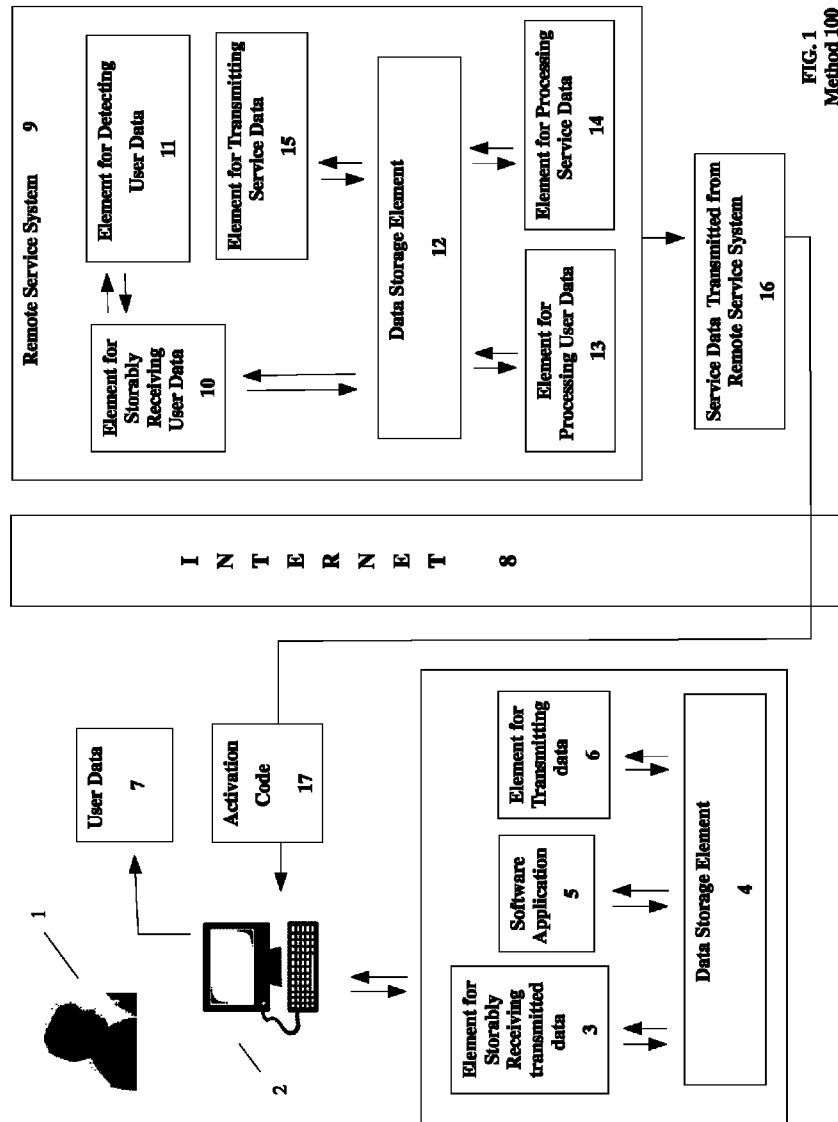 1
2
User Data
7
Activation
Code
17
Element for
Storably
Receiving
transmitted
data
3
Software
Application
5
Element for
Transmitting
data
6
Data Storage Element
4
I N T E R N E T 8
Remote Service System 9
Element for
Storably
Receiving
User Data
10
Element for Detecting
User Data
11
Element for Transmitting
Service Data
15
Data Storage Element
12
Element for
Processing User Data
13
Element for Processing
Service Data
14
Service Data Transmitted from
Remote Service System
16
FIG. 1
Method 100